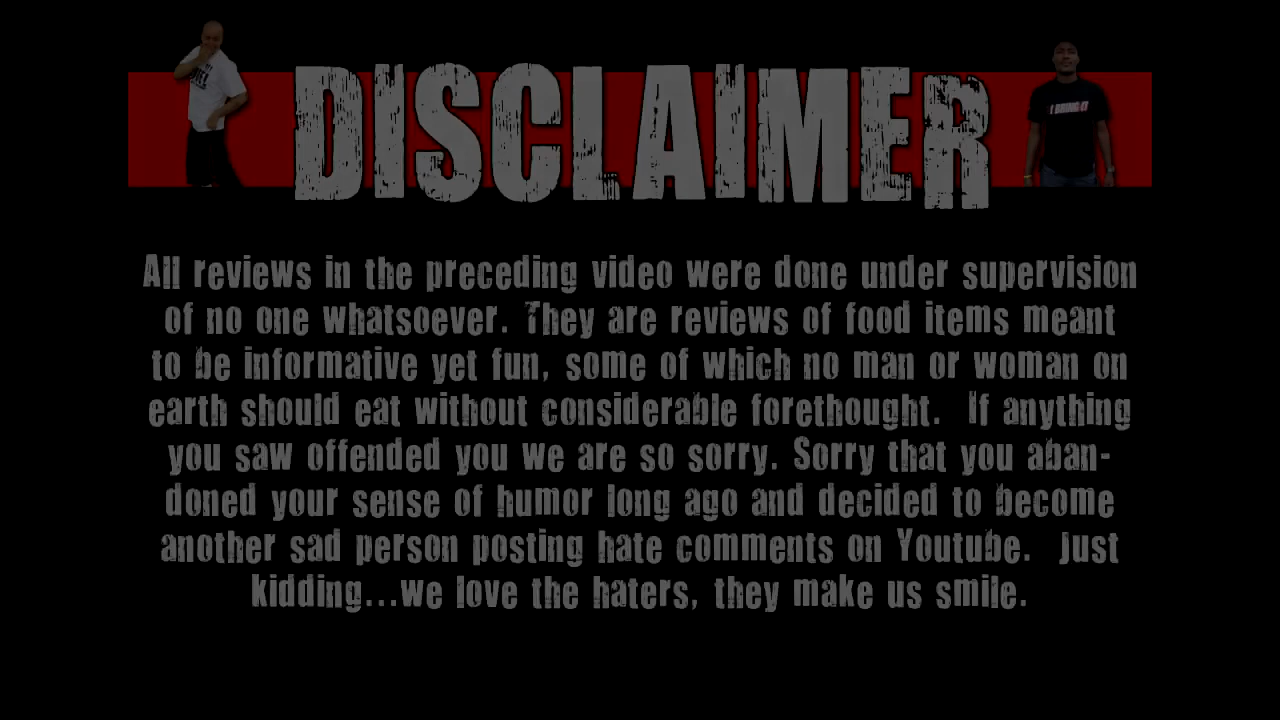 DISCLAIMER
I BRING IT
All reviews in the preceding video were done under supervision
of no one whatsoever. They are reviews of food items meant
to be informative yet fun, some of which no man or woman on
earth should eat without considerable forethought. If anything
you saw offended you we are so sorry. Sorry that you aban-
doned your sense of humor long ago and decided to become
another sad person posting hate comments on Youtube. Just
kidding...we love the haters, they make us smile.